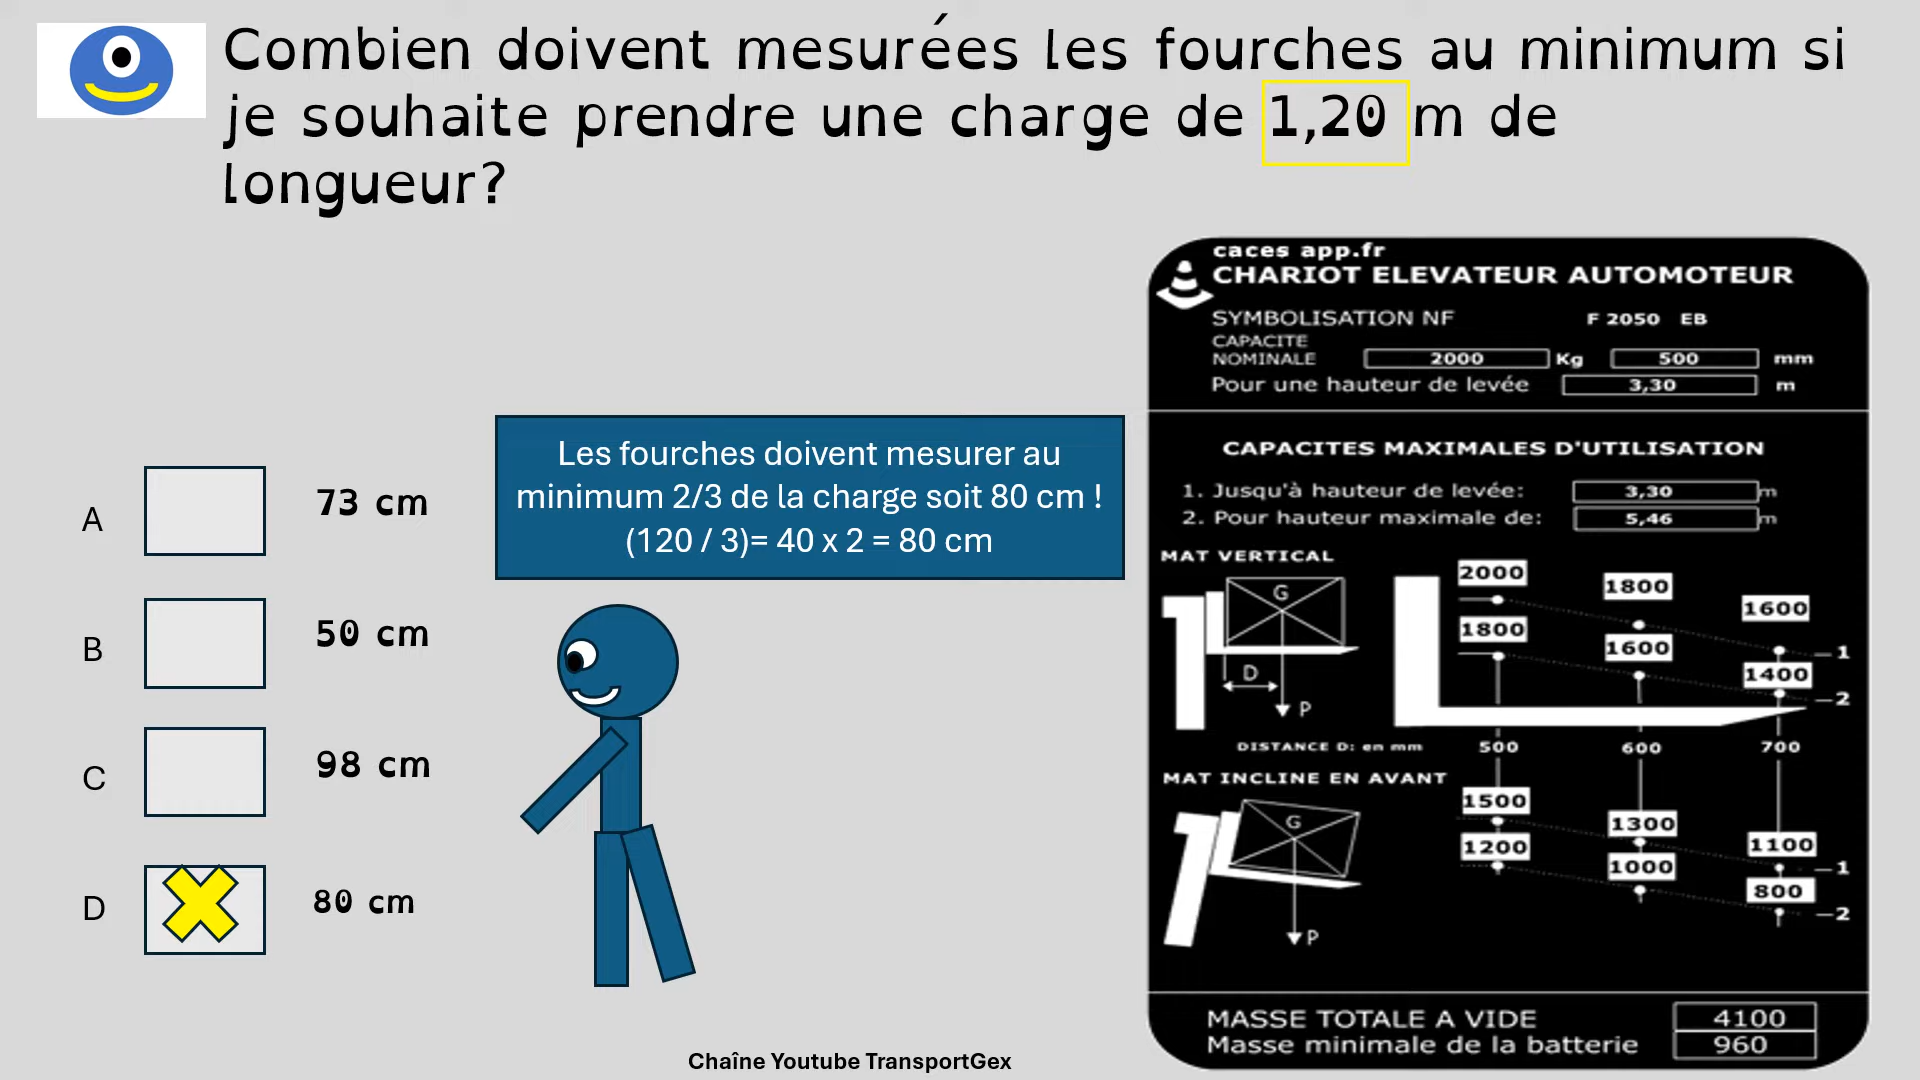 Combien doivent mesurées les fourches au minimum si
je souhaite prendre une charge de 1,20 m de
longueur?
A 73 cm
B 50 cm
C 98 cm
D 80 cm
Les fourches doivent mesurer au
minimum 2/3 de la charge soit 80 cm !
(120 / 3)= 40 x 2 = 80 cm
caces app.fr
CHARIOT ELEVATEUR AUTOMOTEUR
SYMBOLISATION NF F 2050 EB
CAPACITE
NOMINALE 2000 Kg 500 mm
Pour une hauteur de levée 3,30 m
CAPACITES MAXIMALES D'UTILISATION
1. Jusqu'à hauteur de levée: 3,30 m
2. Pour hauteur maximale de: 5,46 m
MAT VERTICAL
G
D
P
2000 1800 1600
1800 1600 1400
1
2
DISTANCE D: en mm 500 600 700
MAT INCLINE EN AVANT
G
P
1500 1300 1100
1200 1000 800
1
2
MASSE TOTALE A VIDE 4100
Masse minimale de la batterie 960
Chaîne Youtube TransportGex